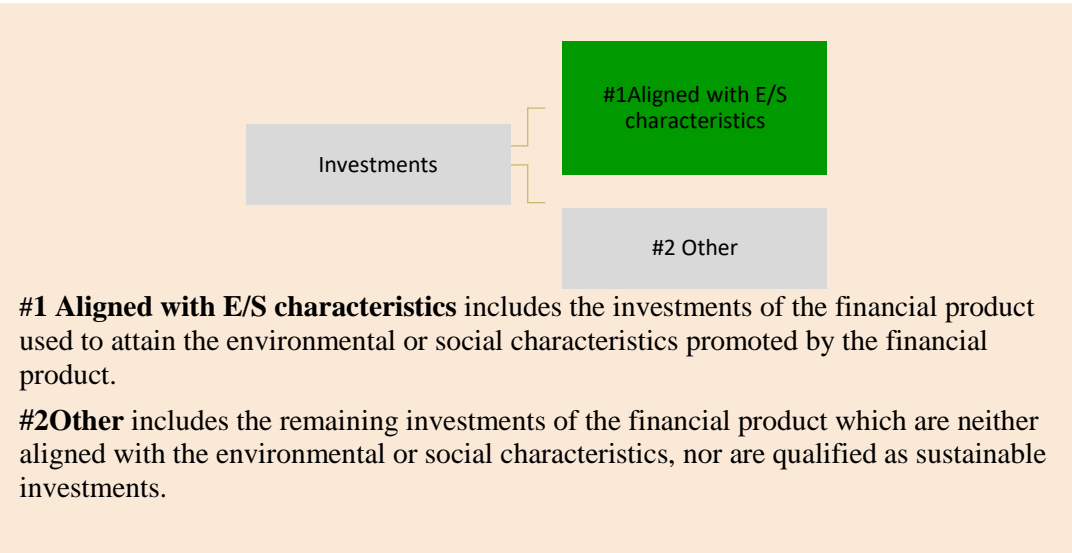 #1Aligned with E/S
characteristics
Investments
#2 Other
#1 Aligned with E/S characteristics includes the investments of the financial product
used to attain the environmental or social characteristics promoted by the financial
product.
#2Other includes the remaining investments of the financial product which are neither
aligned with the environmental or social characteristics, nor are qualified as sustainable
investments.